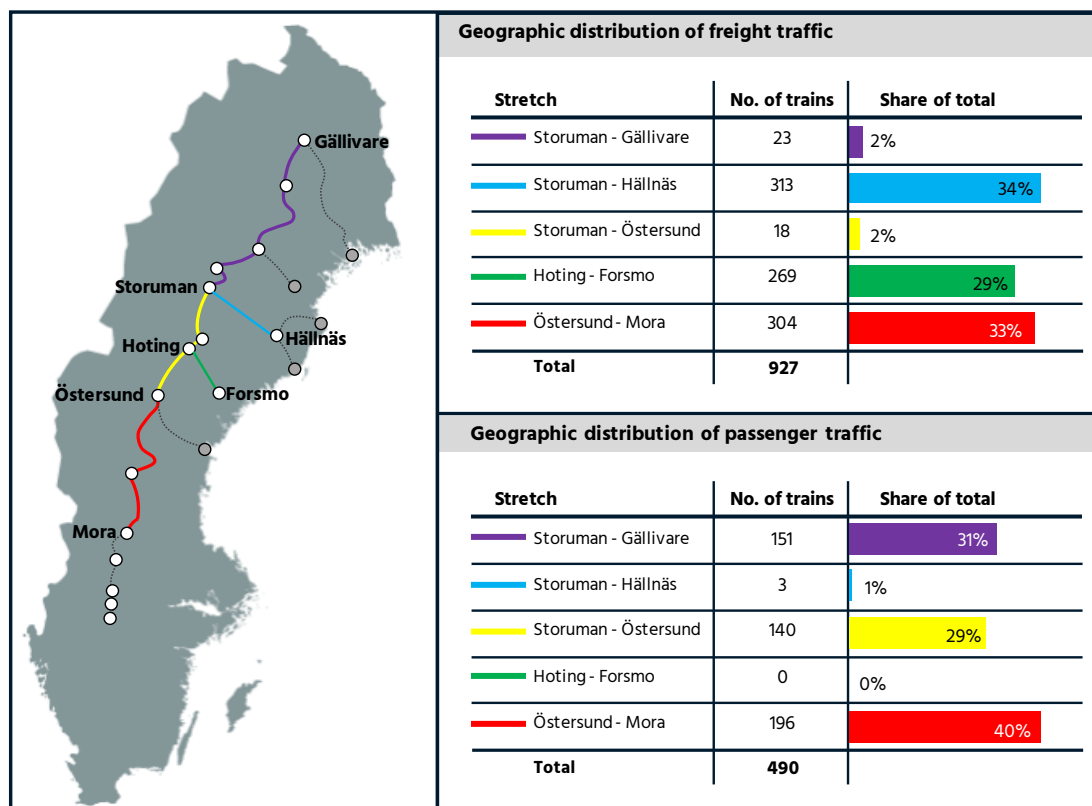 Gällivare
Storuman
Hoting
Hällnäs
Östersund
Forsmo
Mora
Geographic distribution of freight traffic
Stretch No. of trains Share of total
Storuman - Gällivare 23 2%
Storuman - Hällnäs 313 34%
Storuman - Östersund 18 2%
Hoting - Forsmo 269 29%
Östersund - Mora 304 33%
Total 927
Geographic distribution of passenger traffic
Stretch No. of trains Share of total
Storuman - Gällivare 151 31%
Storuman - Hällnäs 3 1%
Storuman - Östersund 140 29%
Hoting - Forsmo 0 0%
Östersund - Mora 196 40%
Total 490